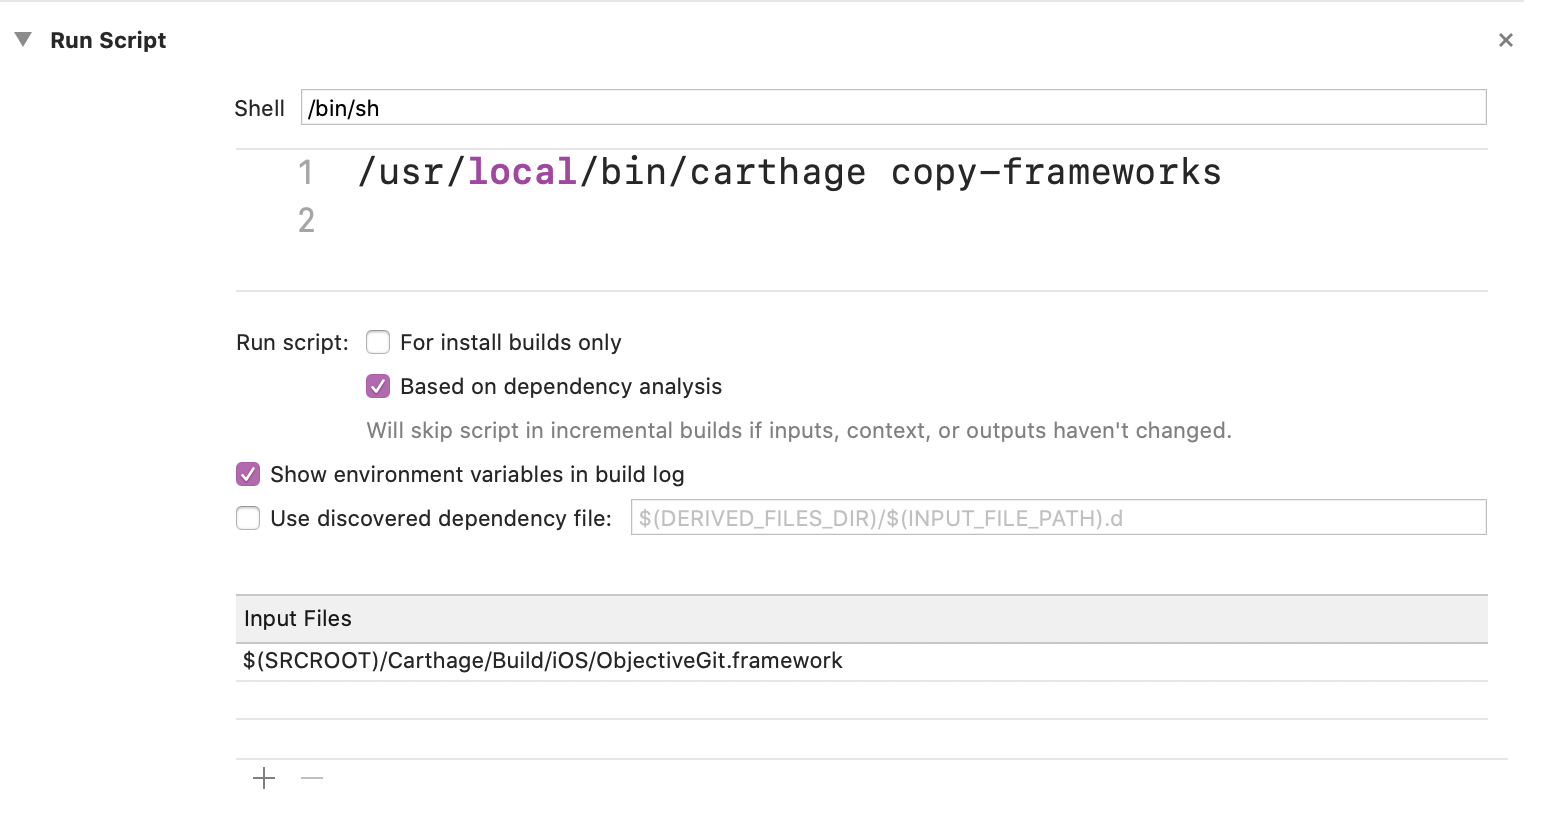 Run Script
Shell /bin/sh
1 /usr/local/bin/carthage copy-frameworks
2
Run script: For install builds only
Based on dependency analysis
Will skip script in incremental builds if inputs, context, or outputs haven't changed.
Show environment variables in build log
Use discovered dependency file: $(DERIVED_FILES_DIR)/$(INPUT_FILE_PATH).d
Input Files
$(SRCROOT)/Carthage/Build/iOS/ObjectiveGit.framework